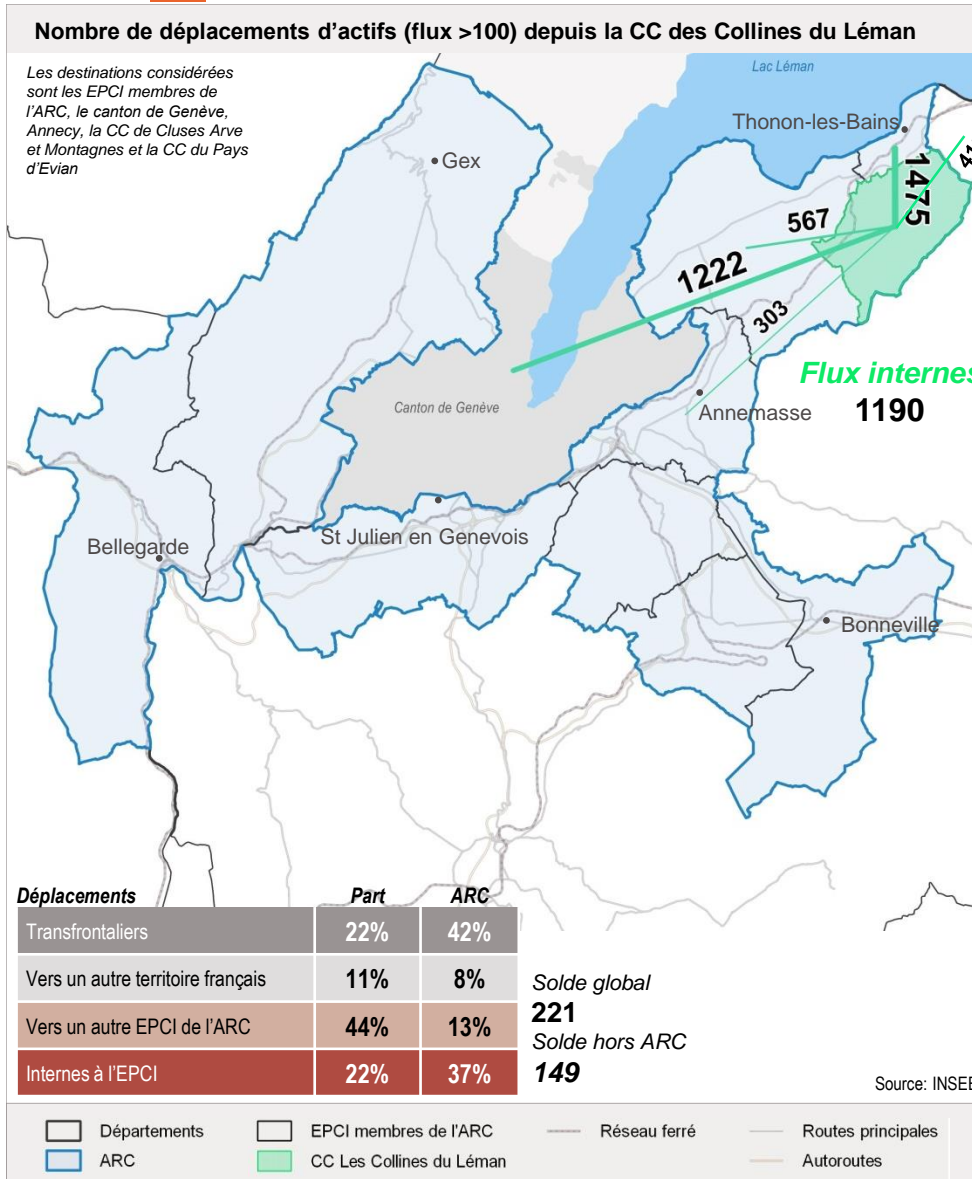 Nombre de déplacements d'actifs (flux >100) depuis la CC des Collines du Léman
Les destinations considérées
sont les EPCI membres de
l'ARC, le canton de Genève,
Annecy, la CC de Cluses Arve
et Montagnes et la CC du Pays
d'Evian
Lac Léman
Thonon-les-Bains
Gex
41
1475
567
1222
303
Flux internes
1190
Canton de Genève
Annemasse
St Julien en Genevois
Bellegarde
Bonneville
Déplacements Part ARC
Transfrontaliers 22% 42%
Vers un autre territoire français 11% 8%
Vers un autre EPCI de l'ARC 44% 13%
Internes à l'EPCI 22% 37%
Solde global
221
Solde hors ARC
149
Source: INSEE
Départements EPCI membres de l'ARC Réseau ferré Routes principales
ARC CC Les Collines du Léman Autoroutes